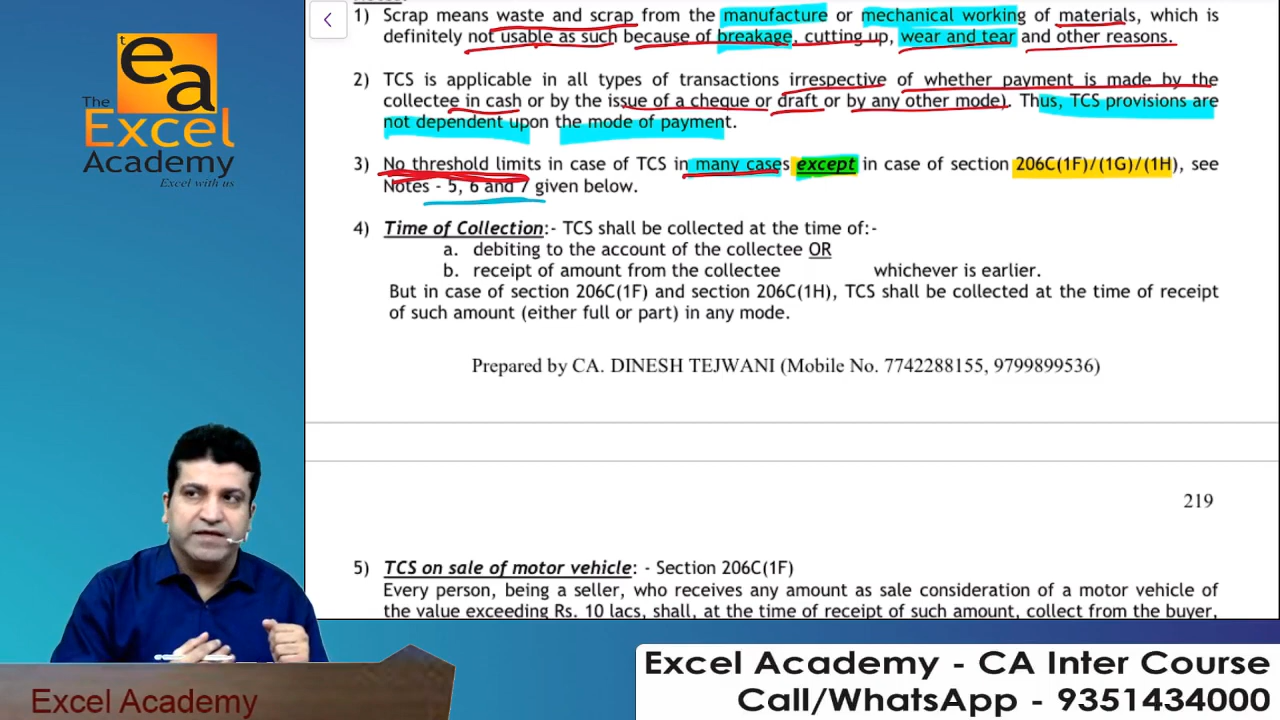 1) Scrap means waste and scrap from the manufacture or mechanical working of materials, which is
definitely not usable as such because of breakage, cutting up, wear and tear and other reasons.
2) TCS is applicable in all types of transactions irrespective of whether payment is made by the
collectee in cash or by the issue of a cheque or draft or by any other mode). Thus, TCS provisions are
not dependent upon the mode of payment.
3) No threshold limits in case of TCS in many cases except in case of section 206C(1F)/(1G)/(1H), see
Notes - 5, 6 and 7 given below.
4) Time of Collection:- TCS shall be collected at the time of:-
a. debiting to the account of the collectee OR
b. receipt of amount from the collectee whichever is earlier.
But in case of section 206C(1F) and section 206C(1H), TCS shall be collected at the time of receipt
of such amount (either full or part) in any mode.
Prepared by CA. DINESH TEJWANI (Mobile No. 7742288155, 9799899536)
219
5) TCS on sale of motor vehicle: - Section 206C(1F)
Every person, being a seller, who receives any amount as sale consideration of a motor vehicle of
the value exceeding Rs. 10 lacs, shall, at the time of receipt of such amount, collect from the buyer,
t
ea
The
Excel
Academy
Excel with us
Excel Academy
Excel Academy - CA Inter Course
Call/WhatsApp - 9351434000